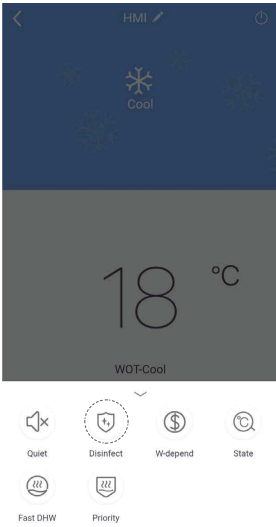 HMI
Cool
18 °C
WOT-Cool
Quiet
Disinfect
W-depend
State
Fast DHW
Priority